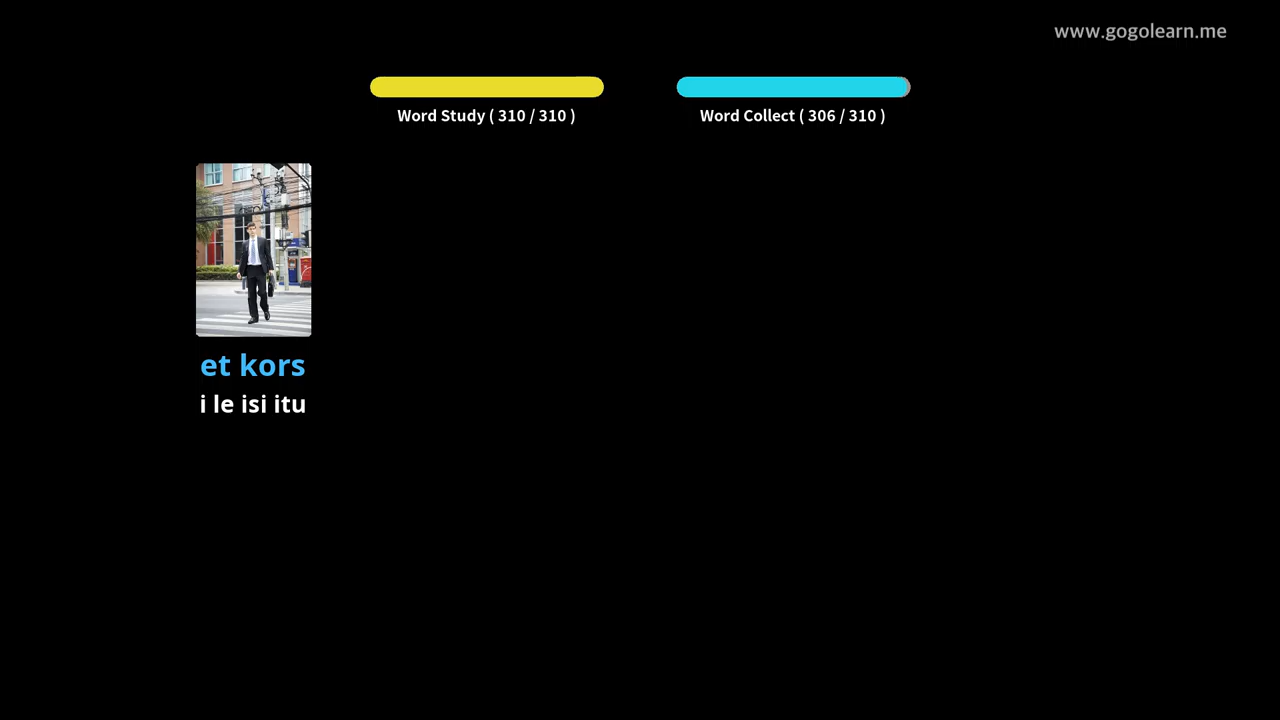 www.gogolearn.me
Word Study ( 310 / 310 )
Word Collect ( 306 / 310 )
et kors
i le isi itu